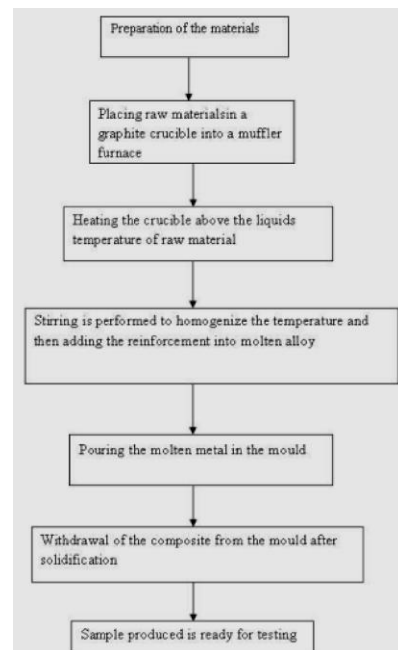 Preparation of the materials
Placing raw materialsin a
graphite crucible into a muffler
furnace
Heating the crucible above the liquids
temperature of raw material
Stirring is performed to homogenize the temperature and
then adding the reinforcement into molten alloy
Pouring the molten metal in the mould
Withdrawal of the composite from the mould after
solidification
Sample produced is ready for testing